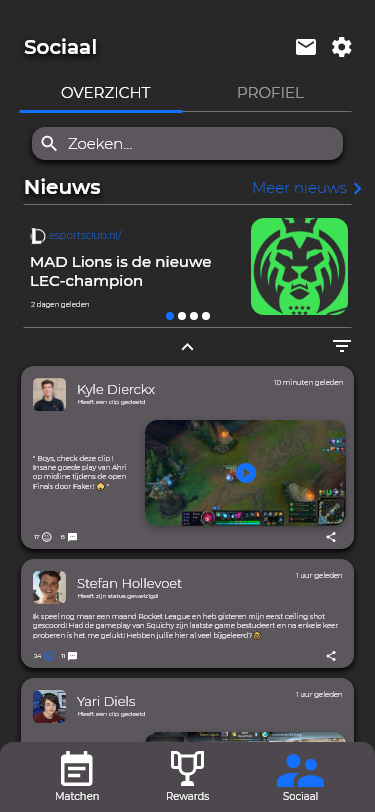 Sociaal
OVERZICHT
PROFIEL
Zoeken...
Nieuws
Meer nieuws
esportsclub.nl/
MAD Lions is de nieuwe
LEC-champion
2 dagen geleden
Kyle Dierckx
10 minuten geleden
Heeft een clip gedeeld
" Boys, check deze clip !
Insane goede play van Ahri
op midline tijdens de open
Finals door Faker! 😱 "
17
6
Stefan Hollevoet
1 uur geleden
Heeft zijn status gewezigd
Ik speel nog maar een maand Rocket League en heb gisteren mijn eerst ceiling shot
gescoord! Had de gameplay van Squichy zijn laatste game bestudeert en na enkele keer
proberen is het me gelukt! Hebben jullie hier al veel bijgeleerd? 🤓
34
11
Yari Diels
1 uur geleden
Heeft een clip gedeeld
Matchen
Rewards
Sociaal